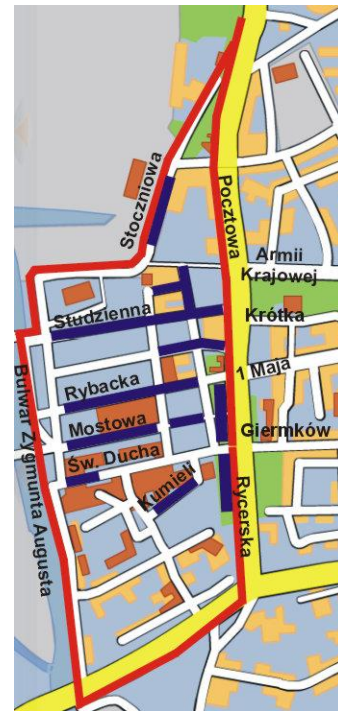 Stoczniowa
Pocztowa
Armii
Krajowej
Studzienna
Krótka
1 Maja
Rybacka
Mostowa
Giermków
Św. Ducha
Kumieli
Bulwar Zygmunta Augusta
Rycerska